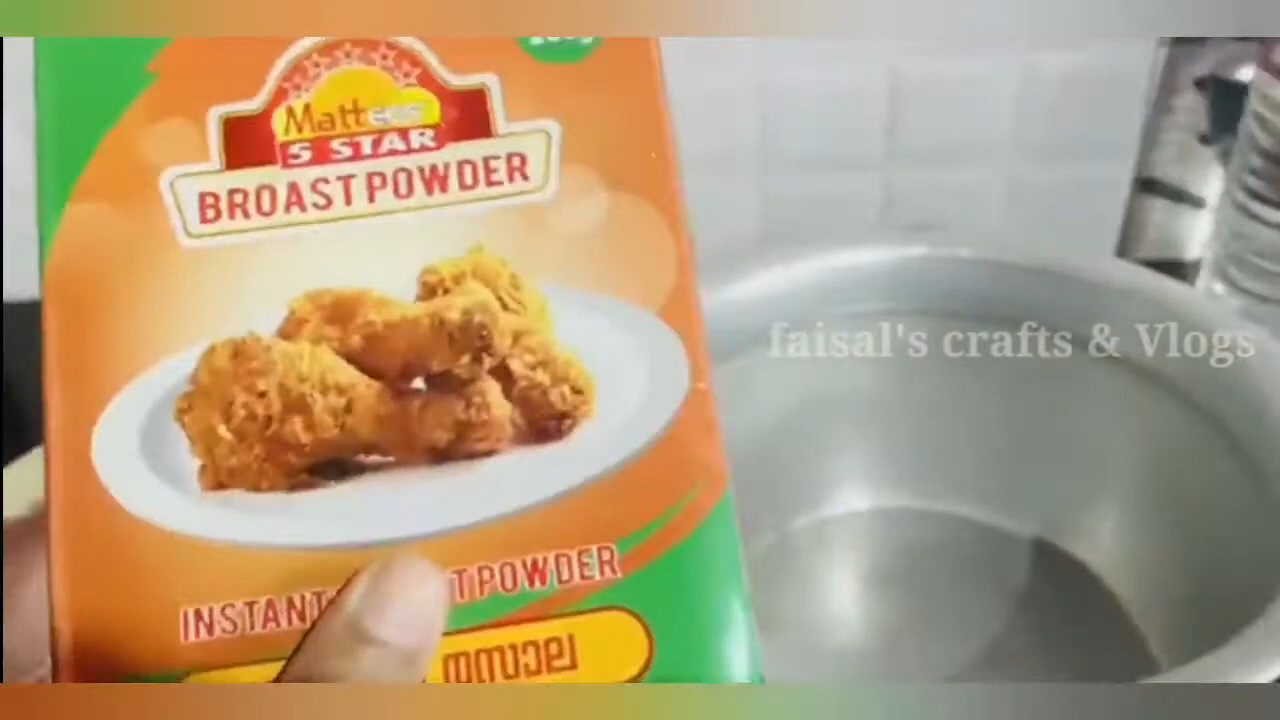 5 STAR
BROAST POWDER
faisal's crafts & Vlogs
INSTANT T POWDER
മസാല